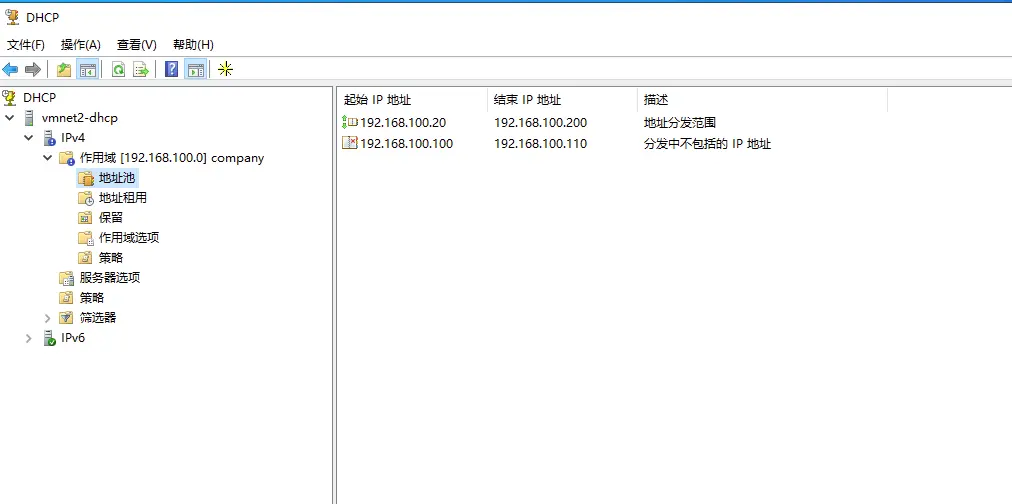 DHCP
文件(F) 操作(A) 查看(V) 帮助(H)
DHCP
vmnet2-dhcp
IPv4
作用域 [192.168.100.0] company
地址池
地址租用
保留
作用域选项
策略
服务器选项
策略
筛选器
IPv6
起始 IP 地址 结束 IP 地址 描述
192.168.100.20 192.168.100.200 地址分发范围
192.168.100.100 192.168.100.110 分发中不包括的 IP 地址